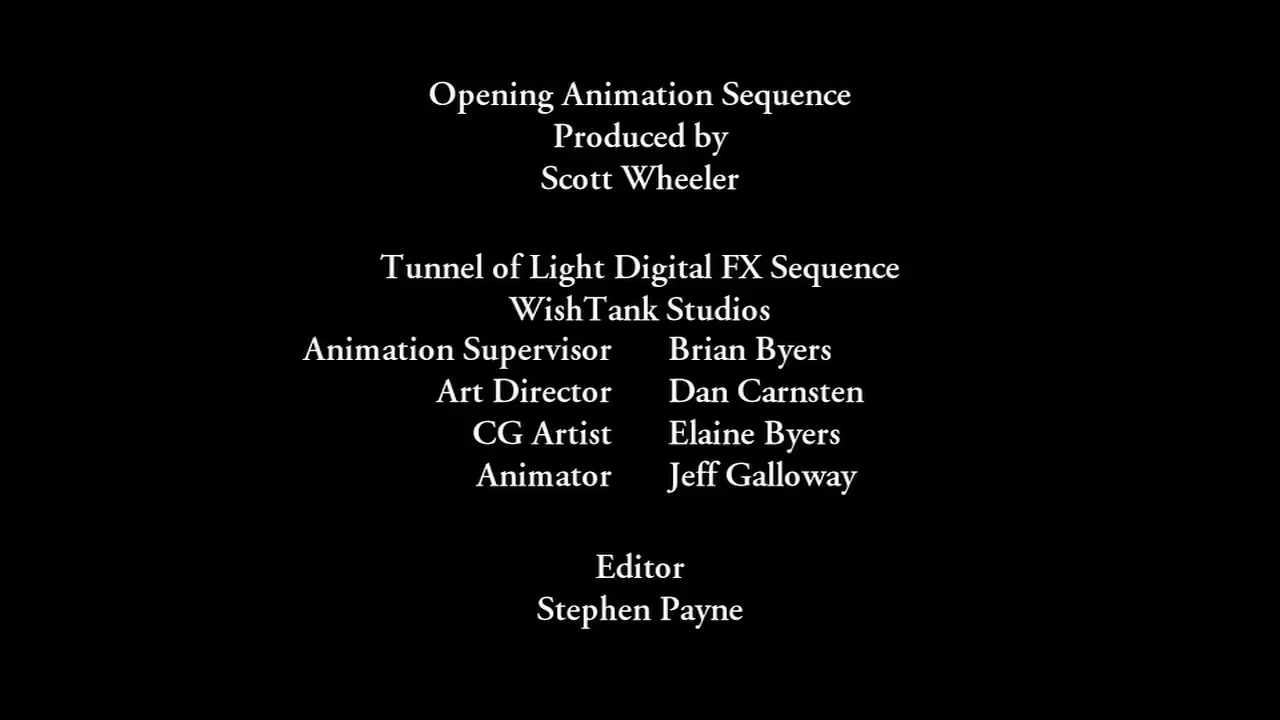 Opening Animation Sequence
Produced by
Scott Wheeler
Tunnel of Light Digital FX Sequence
WishTank Studios
Animation Supervisor Brian Byers
Art Director Dan Carnsten
CG Artist Elaine Byers
Animator Jeff Galloway
Editor
Stephen Payne